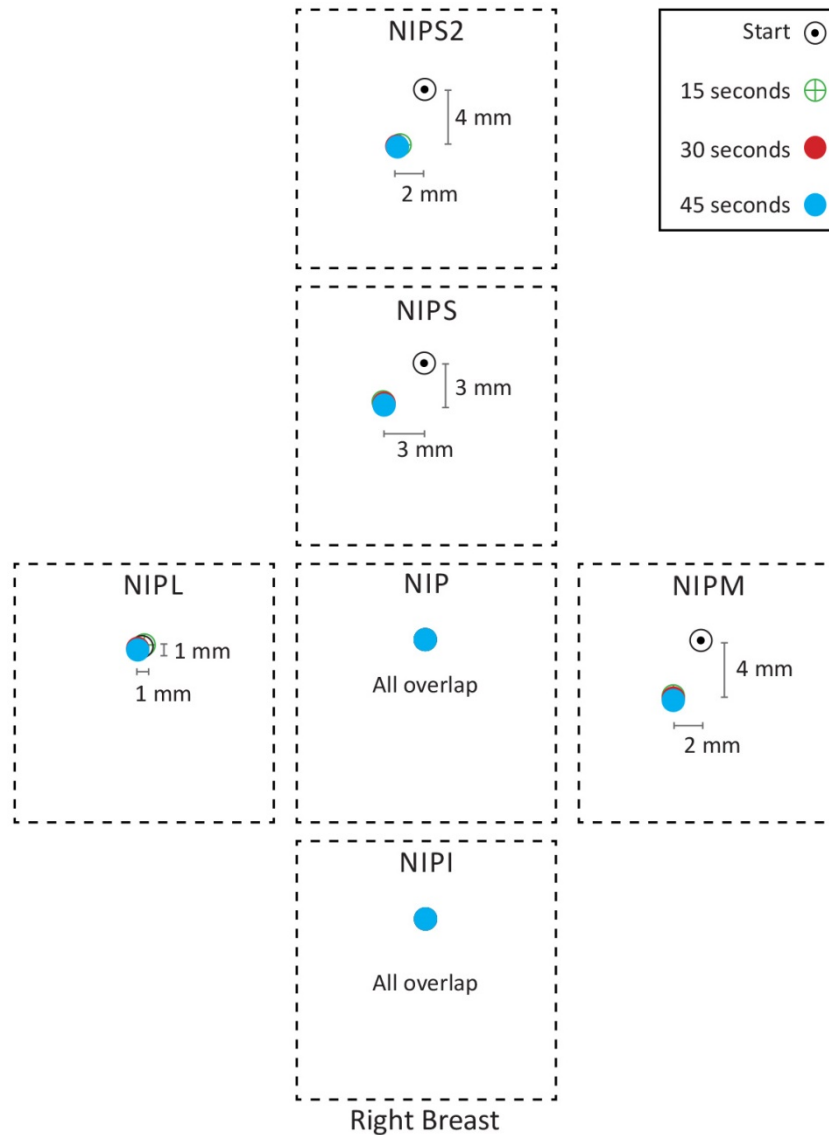 NIPS2
4 mm
2 mm
Start
15 seconds
30 seconds
45 seconds
NIPS
3 mm
3 mm
NIPL
1 mm
1 mm
NIP
All overlap
NIPM
4 mm
2 mm
NIPI
All overlap
Right Breast